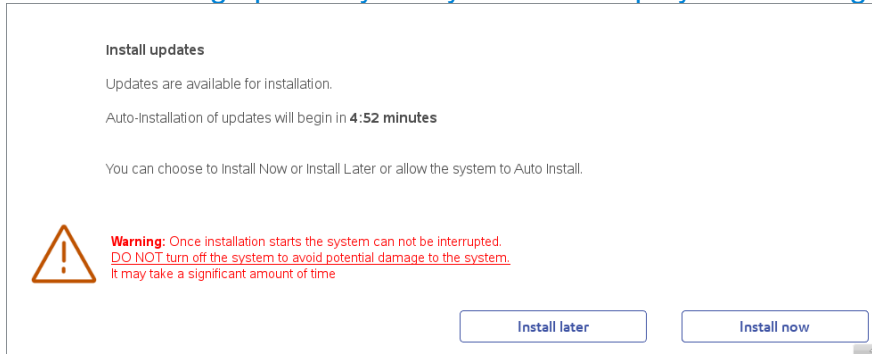 Install updates
Updates are available for installation.
Auto-Installation of updates will begin in 4:52 minutes
You can choose to Install Now or Install Later or allow the system to Auto Install.
Warning: Once installation starts the system can not be interrupted.
DO NOT turn off the system to avoid potential damage to the system.
It may take a significant amount of time
Install later
Install now